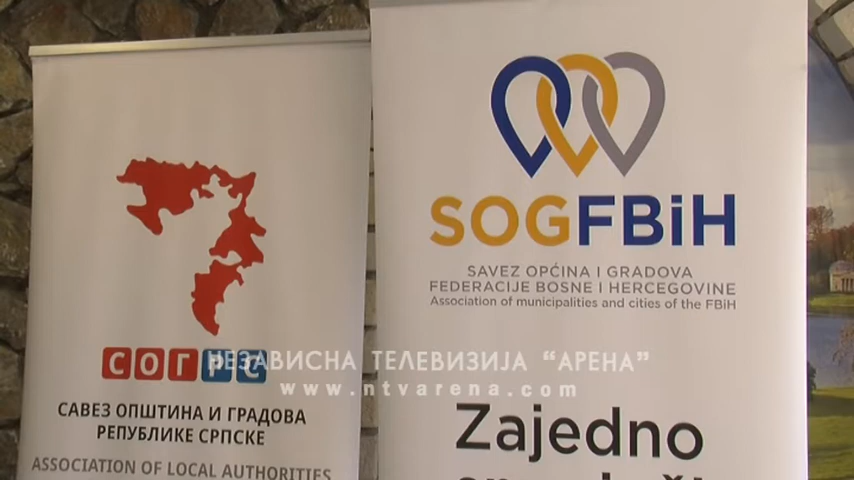 СОГРС
САВЕЗ ОПШТИНА И ГРАДОВА
РЕПУБЛИКЕ СРПСКЕ
ASSOCIATION OF LOCAL AUTHORITIES
SOGFBiH
SAVEZ OPĆINA I GRADOVA
FEDERACIJE BOSNE I HERCEGOVINE
Association of municipalities and cities of the FBiH
Zajedno
НЕЗАВИСНА ТЕЛЕВИЗИЈА “АРЕНА”
www.ntvarena.com